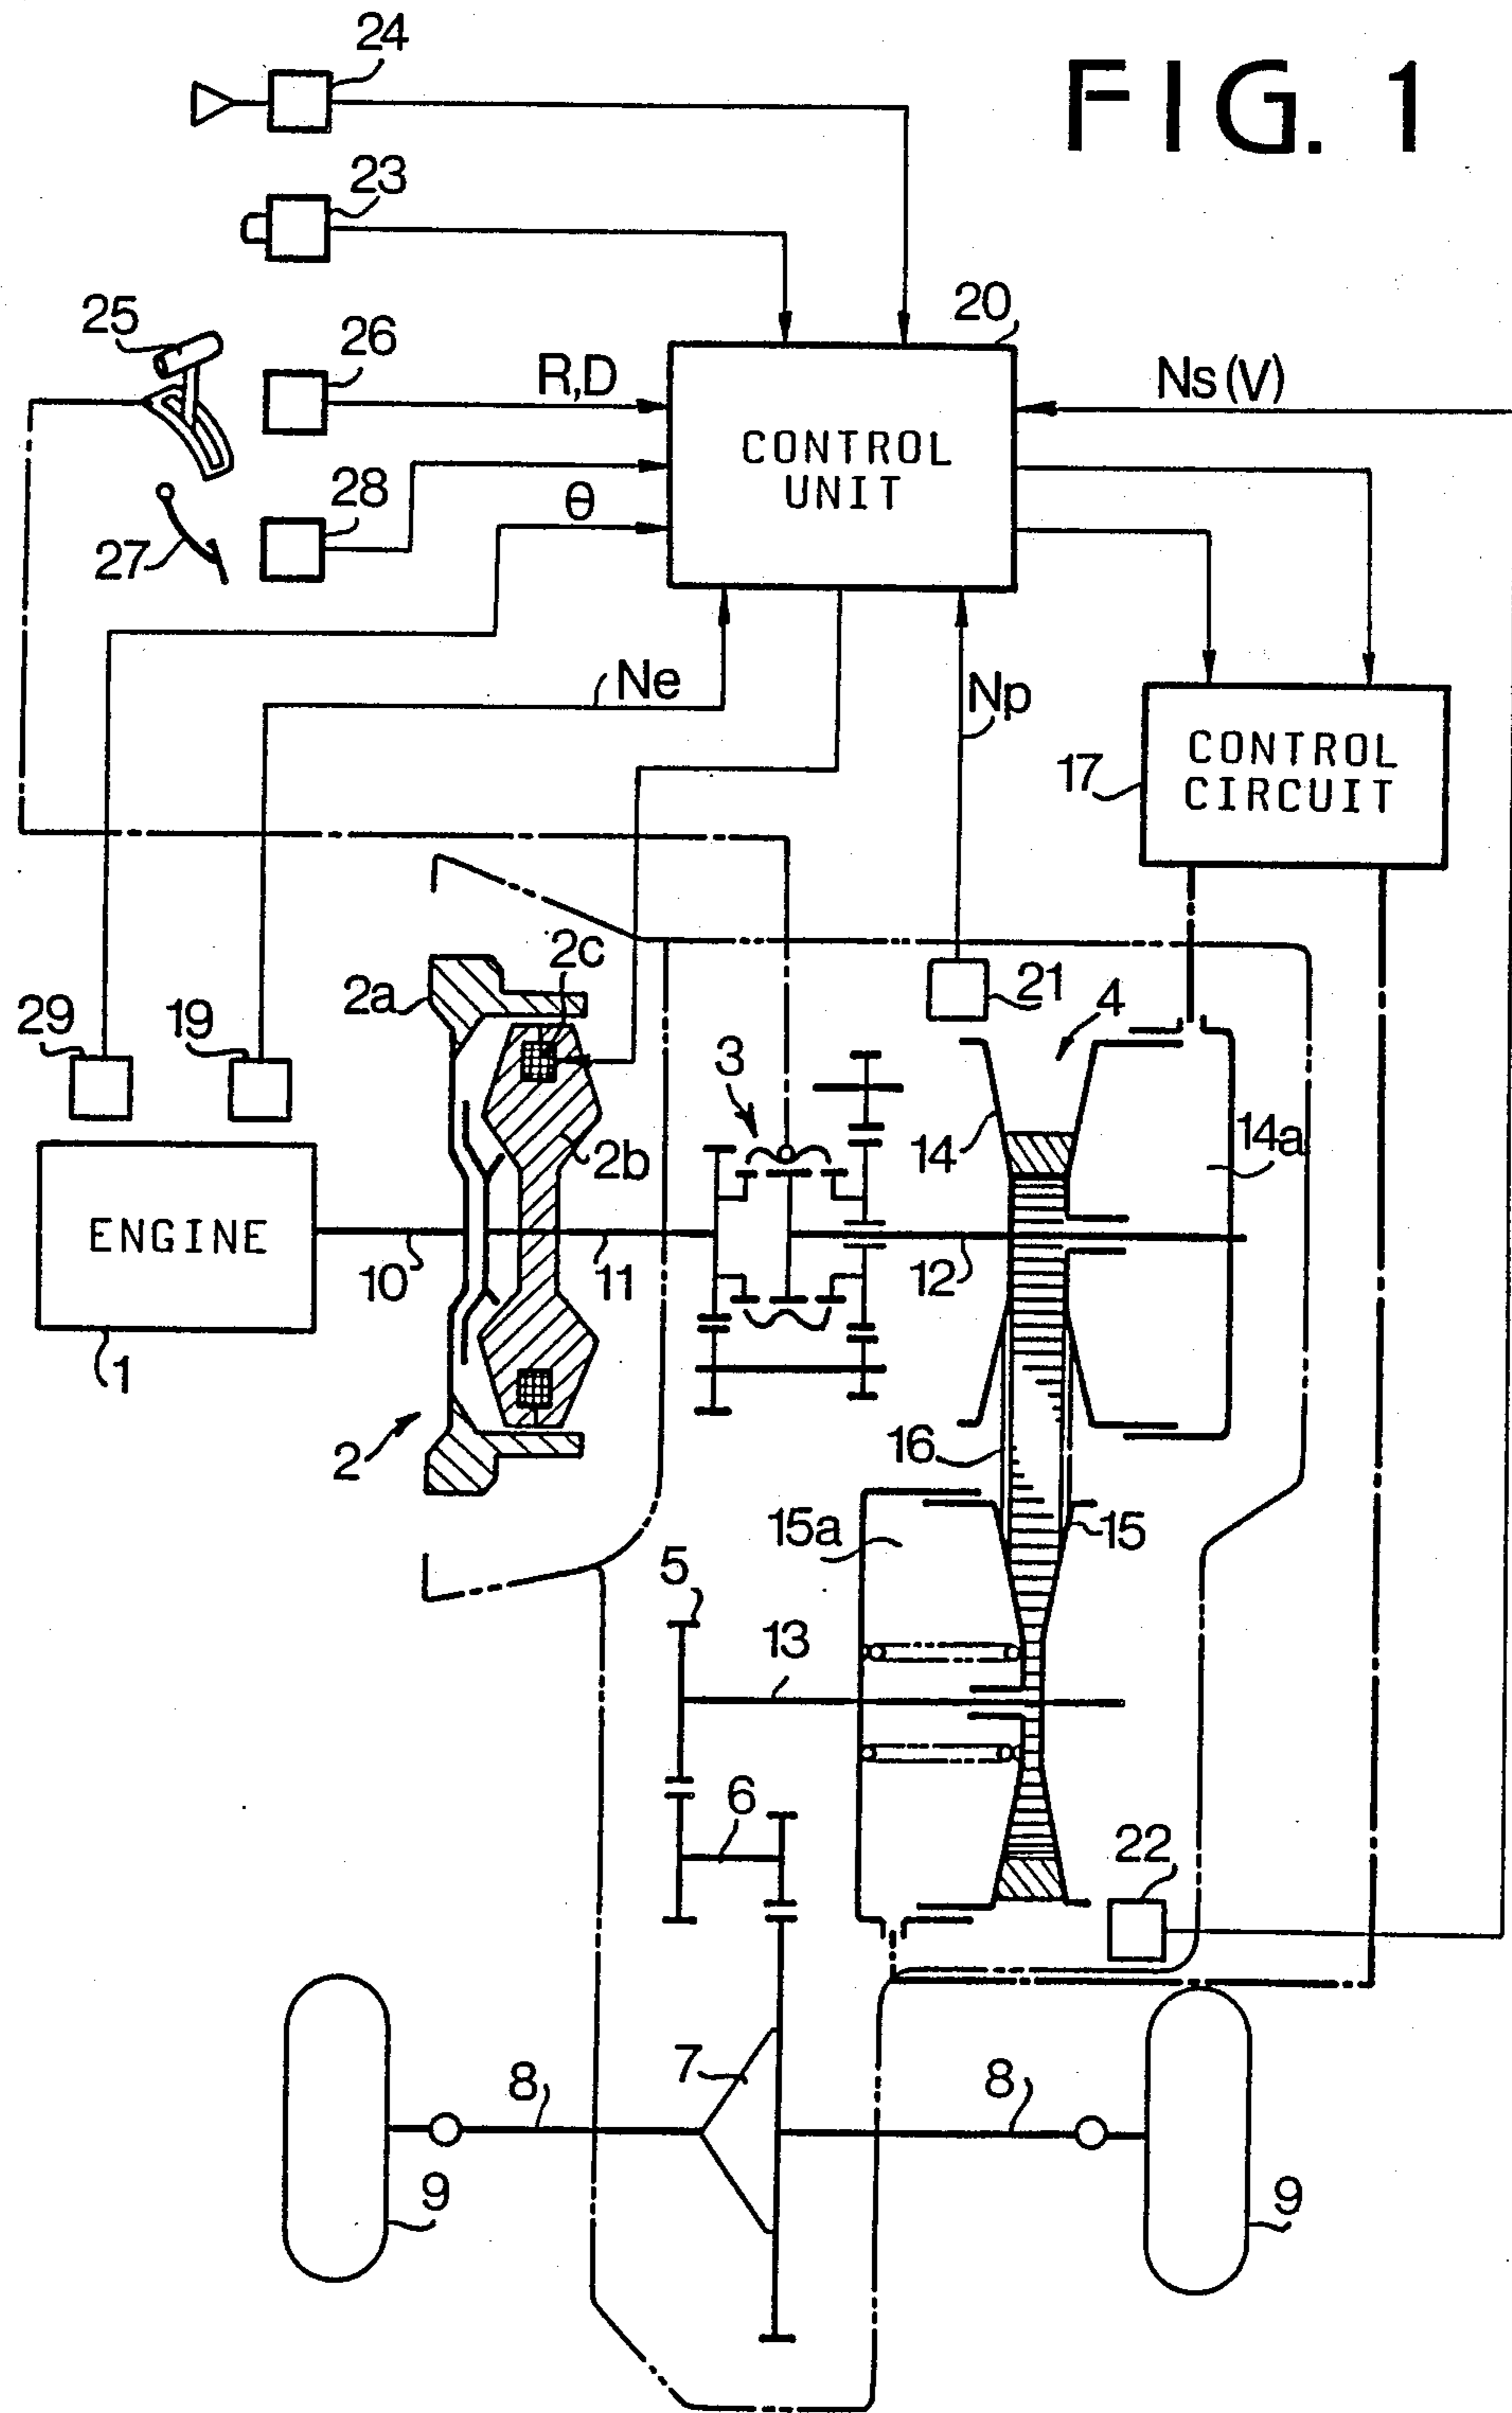 FIG. 1
24
23
20
25
26
R,D
Ns (V)
CONTROL
UNIT
28
θ
27
Ne
Np
17
CONTROL
CIRCUIT
2c
2a
21
4
29
19
3
14
14a
2b
ENGINE
10
11
12
1
2
16
15a
15
5
13
6
22
7
8
8
9
9